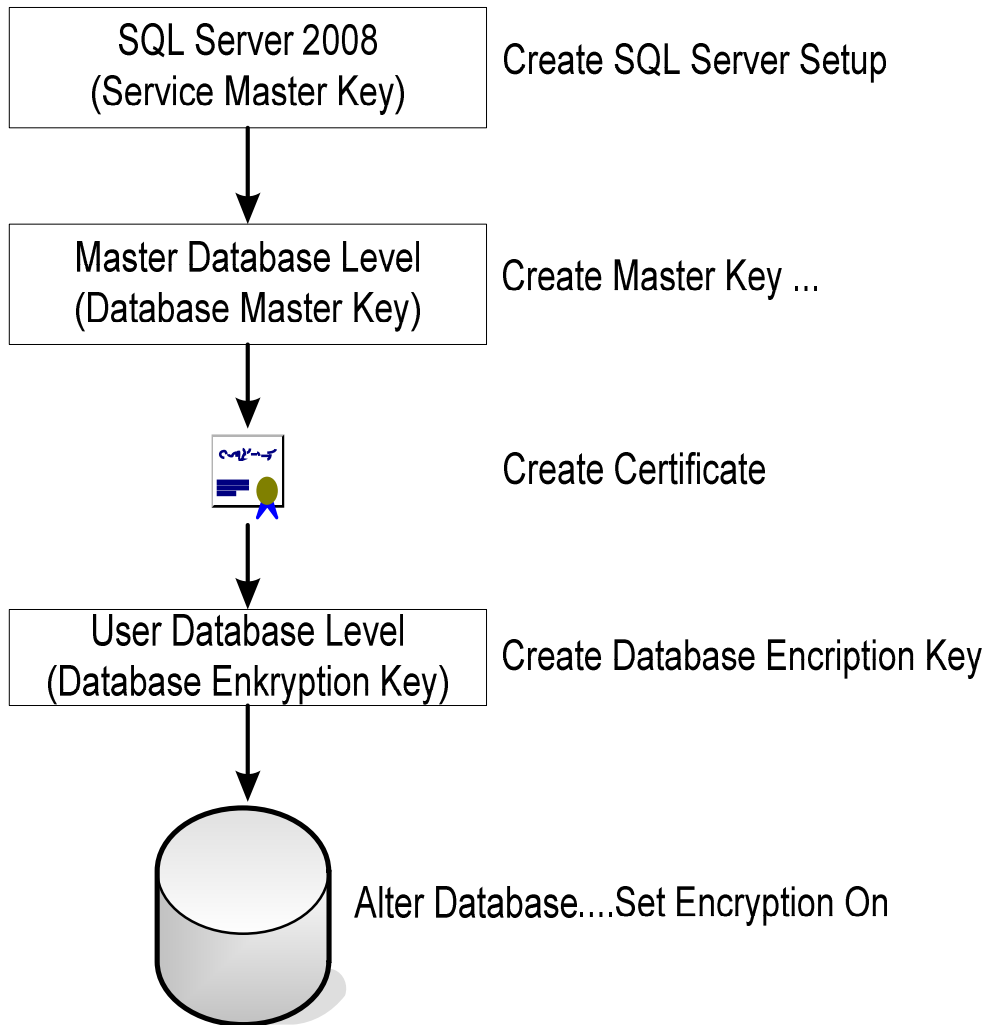 SQL Server 2008
(Service Master Key)
Create SQL Server Setup
Master Database Level
(Database Master Key)
Create Master Key ...
Create Certificate
User Database Level
(Database Enkryption Key)
Create Database Encription Key
Alter Database....Set Encryption On